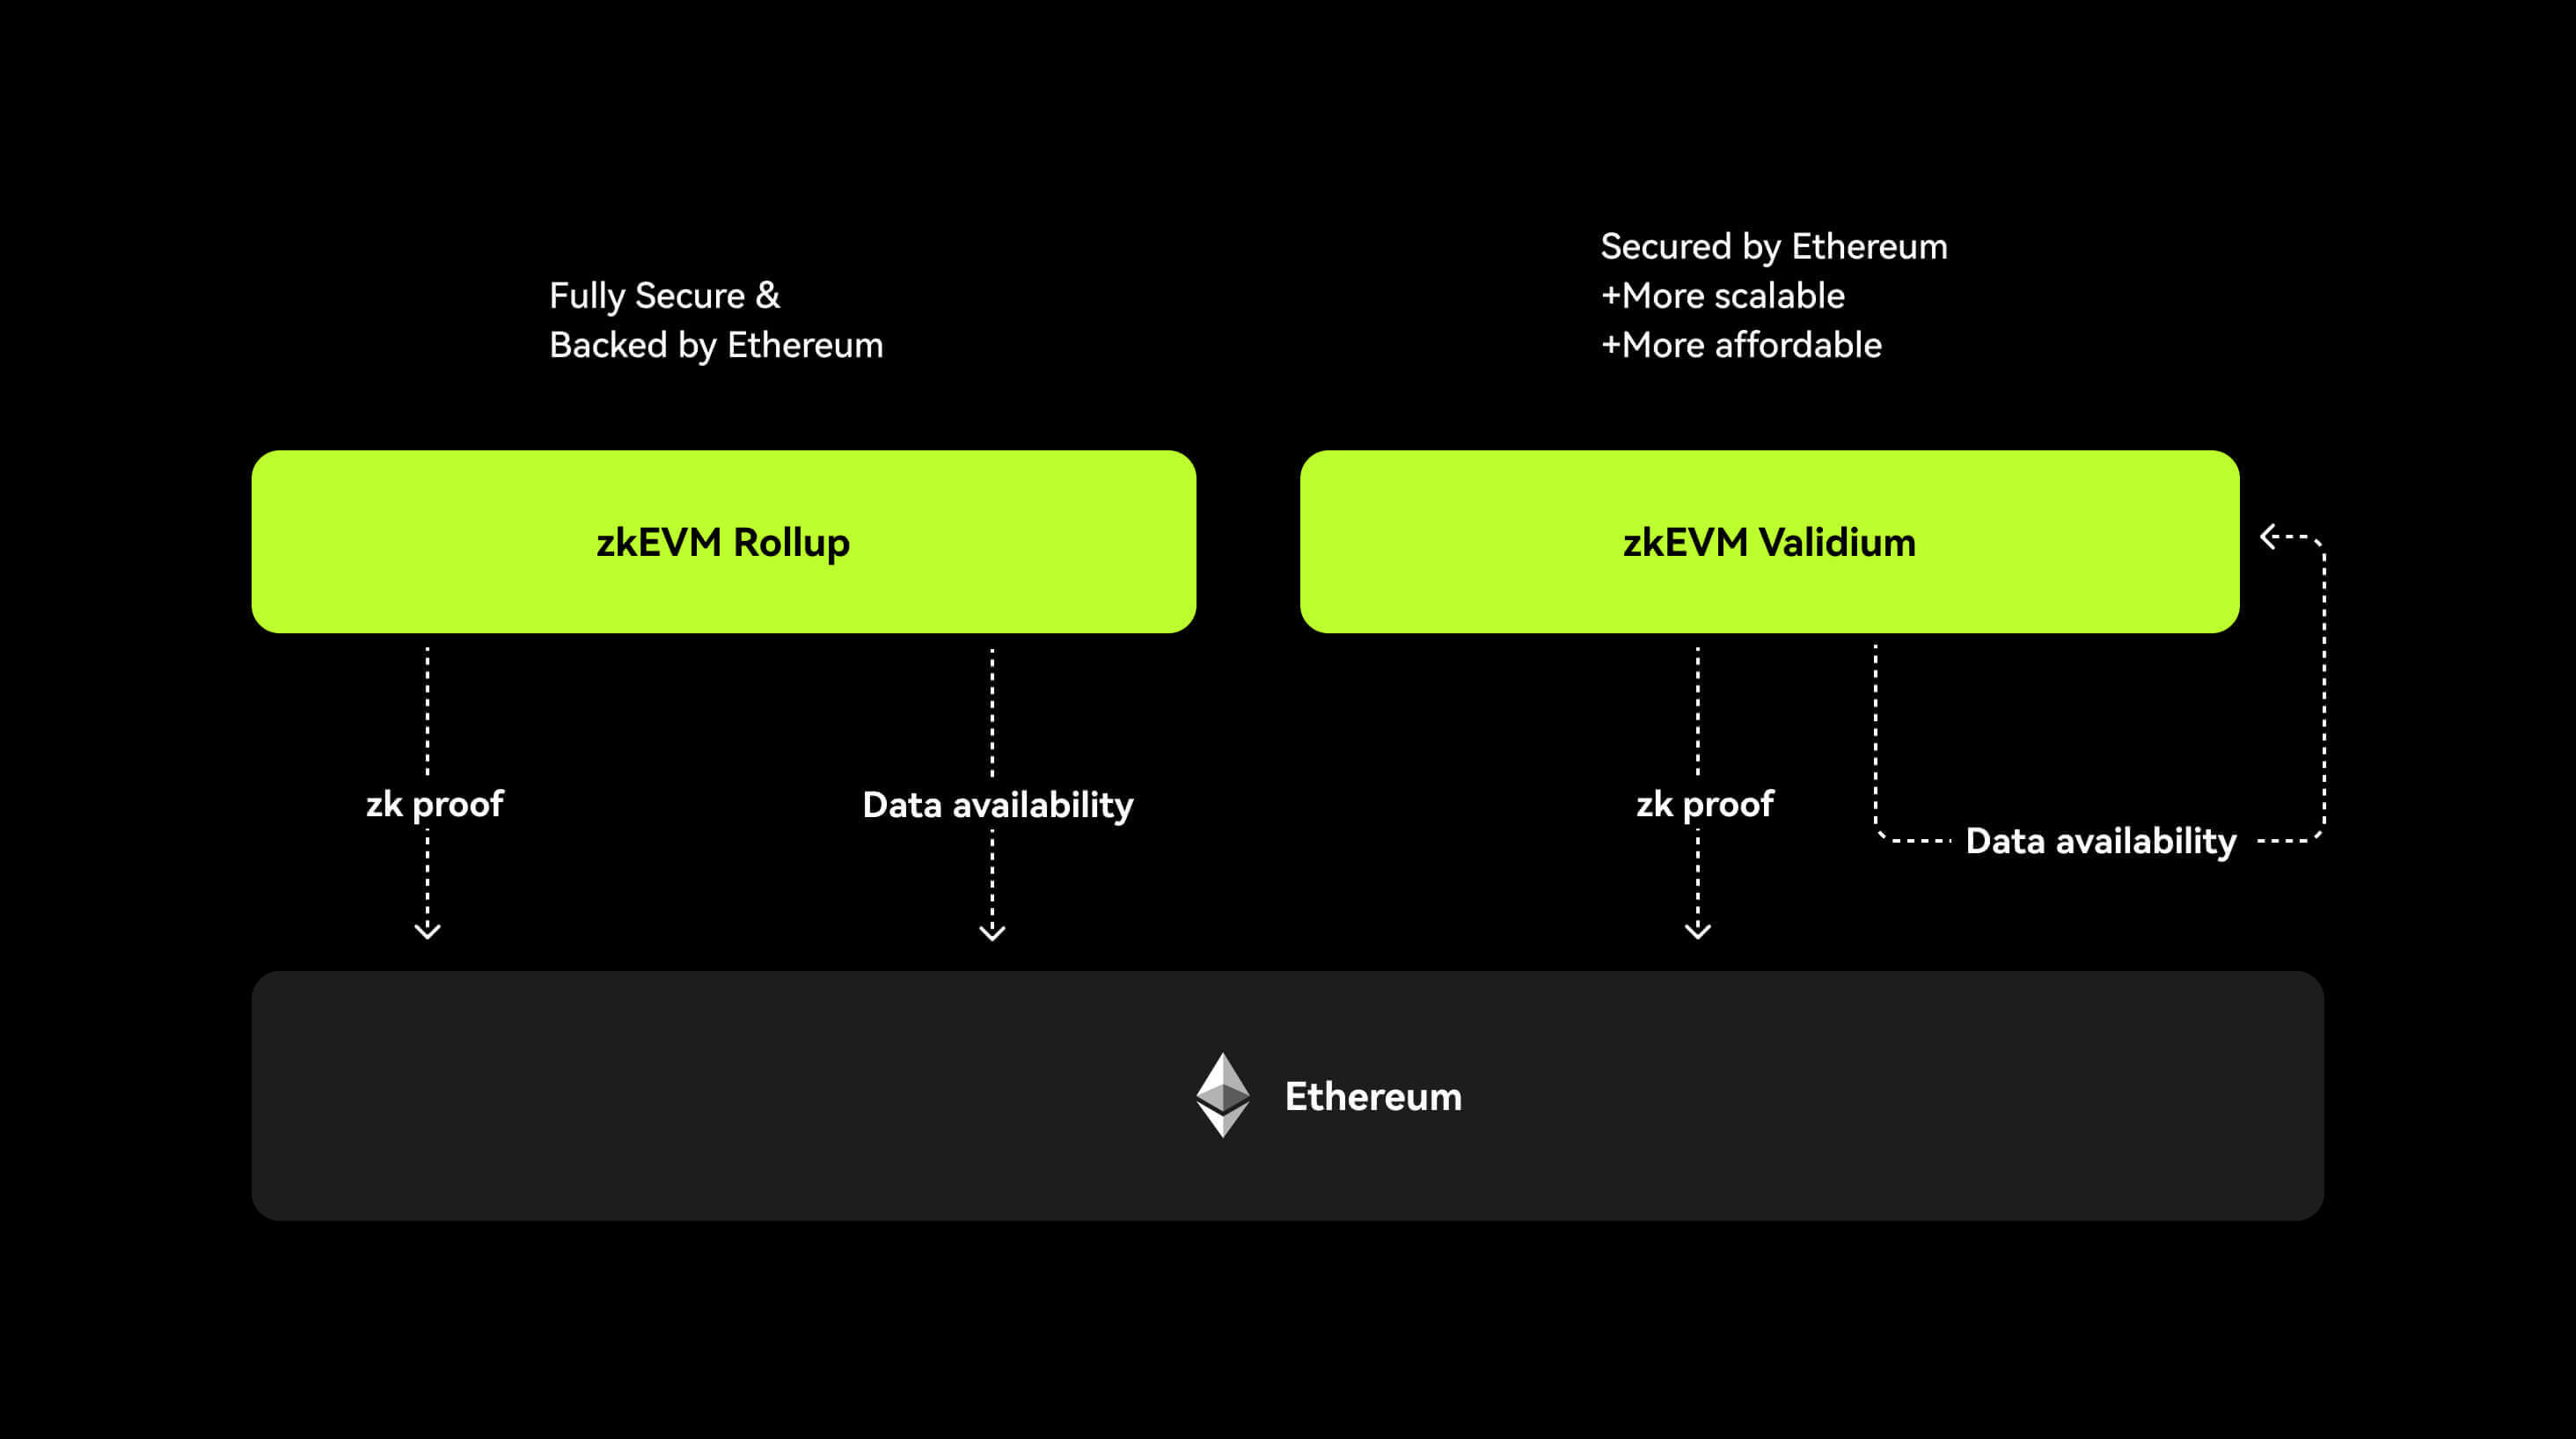 Fully Secure &
Backed by Ethereum
Secured by Ethereum
+More scalable
+More affordable
zkEVM Rollup
zkEVM Validium
zk proof
Data availability
zk proof
Data availability
Ethereum